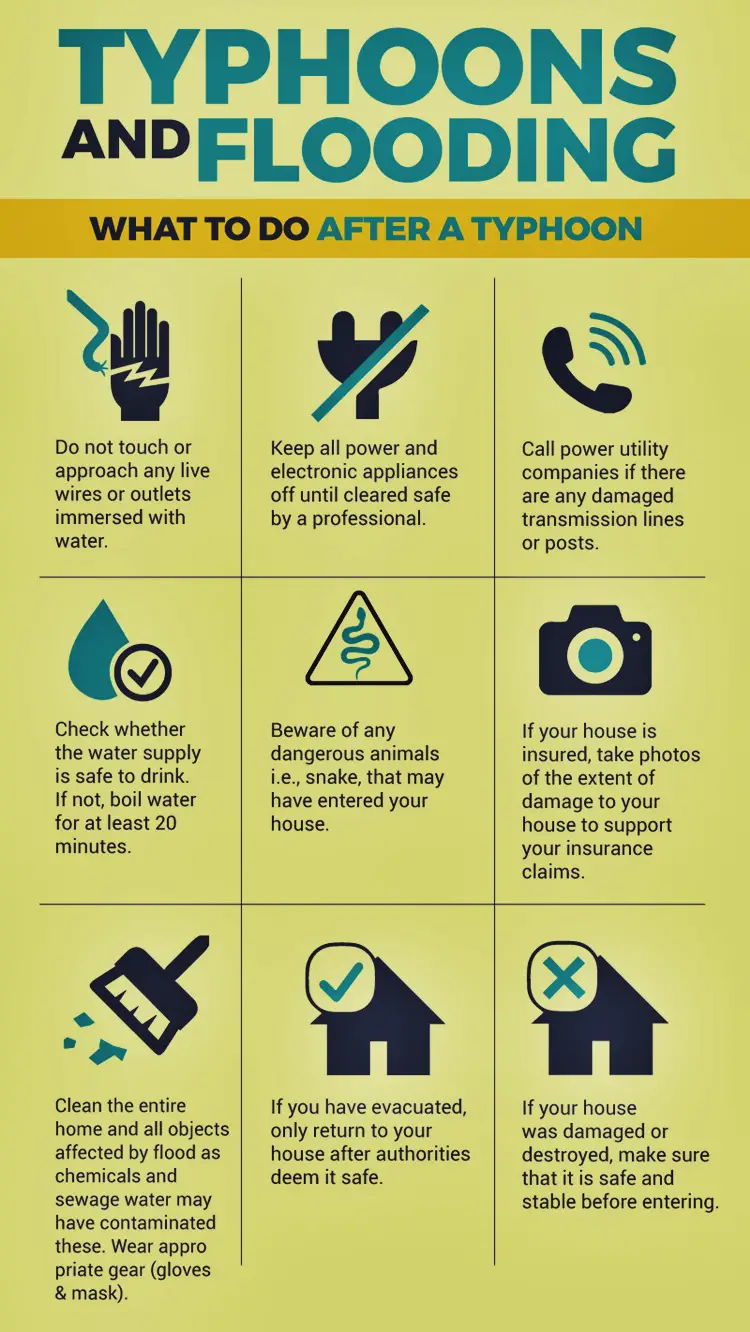 TYPHOONS
AND FLOODING
WHAT TO DO AFTER A TYPHOON
Do not touch or
approach any live
wires or outlets
immersed with
water.
Keep all power and
electronic appliances
off until cleared safe
by a professional.
Call power utility
companies if there
are any damaged
transmission lines
or posts.
Check whether
the water supply
is safe to drink.
If not, boil water
for at least 20
minutes.
Beware of any
dangerous animals
i.e., snake, that may
have entered your
house.
If your house is
insured, take photos
of the extent of
damage to your
house to support
your insurance
claims.
Clean the entire
home and all objects
affected by flood as
chemicals and
sewage water may
have contaminated
these. Wear appro
priate gear (gloves
& mask).
If you have evacuated,
only return to your
house after authorities
deem it safe.
If your house
was damaged or
destroyed, make sure
that it is safe and
stable before entering.